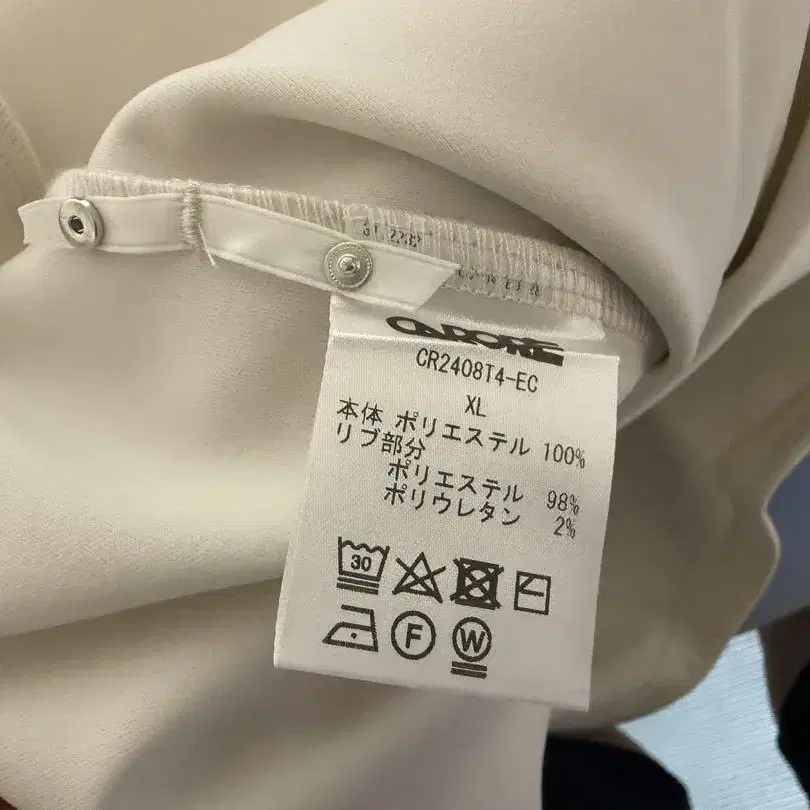 CR2408T4-EC
XL
本体 ポリエステル 100%
リブ部分
ポリエステル 98%
ポリウレタン 2%
30
F
W